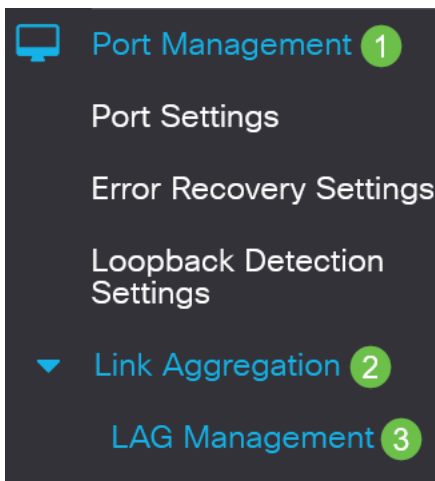 Port Management 1
Port Settings
Error Recovery Settings
Loopback Detection
Settings
Link Aggregation 2
LAG Management 3